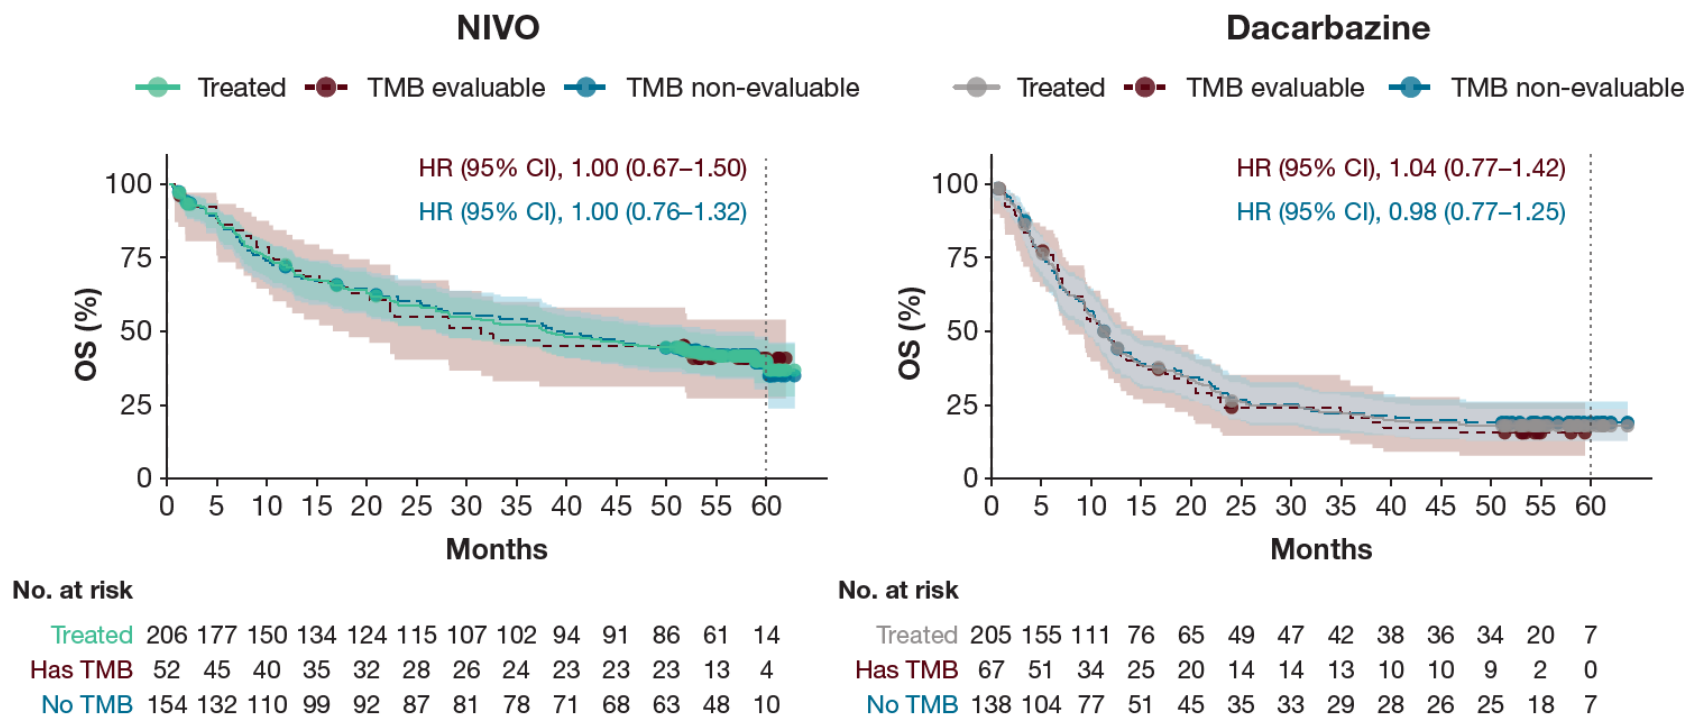 NIVO
Treated TMB evaluable TMB non-evaluable
HR (95% CI), 1.00 (0.67–1.50)
HR (95% CI), 1.00 (0.76–1.32)
100
75
50
25
0
OS (%)
0 5 10 15 20 25 30 35 40 45 50 55 60
Months
No. at risk
Treated 206 177 150 134 124 115 107 102 94 91 86 61 14
Has TMB 52 45 40 35 32 28 26 24 23 23 23 13 4
No TMB 154 132 110 99 92 87 81 78 71 68 63 48 10
Dacarbazine
Treated TMB evaluable TMB non-evaluable
HR (95% CI), 1.04 (0.77–1.42)
HR (95% CI), 0.98 (0.77–1.25)
100
75
50
25
0
OS (%)
0 5 10 15 20 25 30 35 40 45 50 55 60
Months
No. at risk
Treated 205 155 111 76 65 49 47 42 38 36 34 20 7
Has TMB 67 51 34 25 20 14 14 13 10 10 9 2 0
No TMB 138 104 77 51 45 35 33 29 28 26 25 18 7